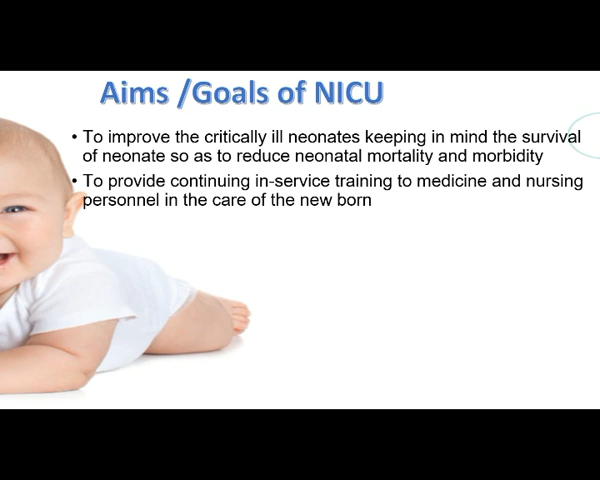 Aims /Goals of NICU
• To improve the critically ill neonates keeping in mind the survival
of neonate so as to reduce neonatal mortality and morbidity
• To provide continuing in-service training to medicine and nursing
personnel in the care of the new born